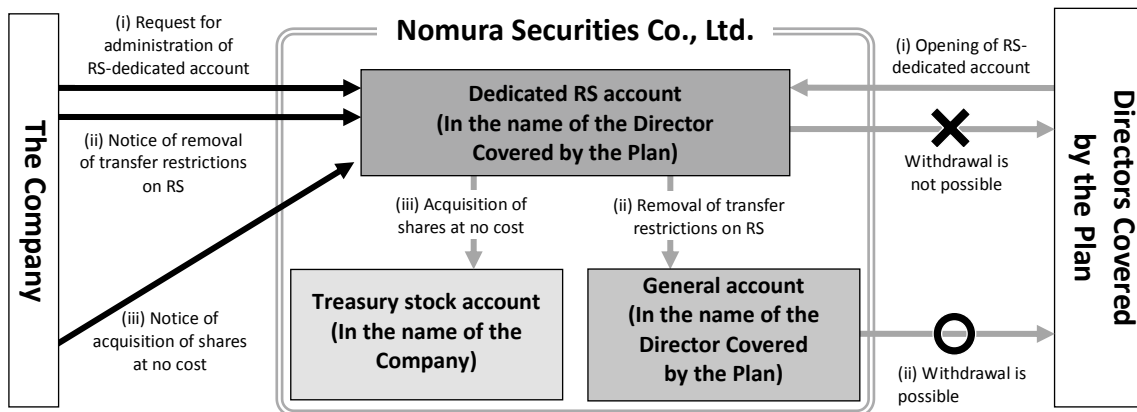 (i) Request for
administration of
RS-dedicated account
(ii) Notice of removal
of transfer restrictions
on RS
(iii) Notice of
acquisition of shares
at no cost
The Company
Nomura Securities Co., Ltd.
Dedicated RS account
(In the name of the Director
Covered by the Plan)
(iii) Acquisition of
shares at no cost
(ii) Removal of transfer
restrictions on RS
Treasury stock account
(In the name of the
Company)
General account
(In the name of the
Director Covered
by the Plan)
(i) Opening of RS-
dedicated account
Withdrawal is
not possible
(ii) Withdrawal is
possible
Directors Covered
by the Plan